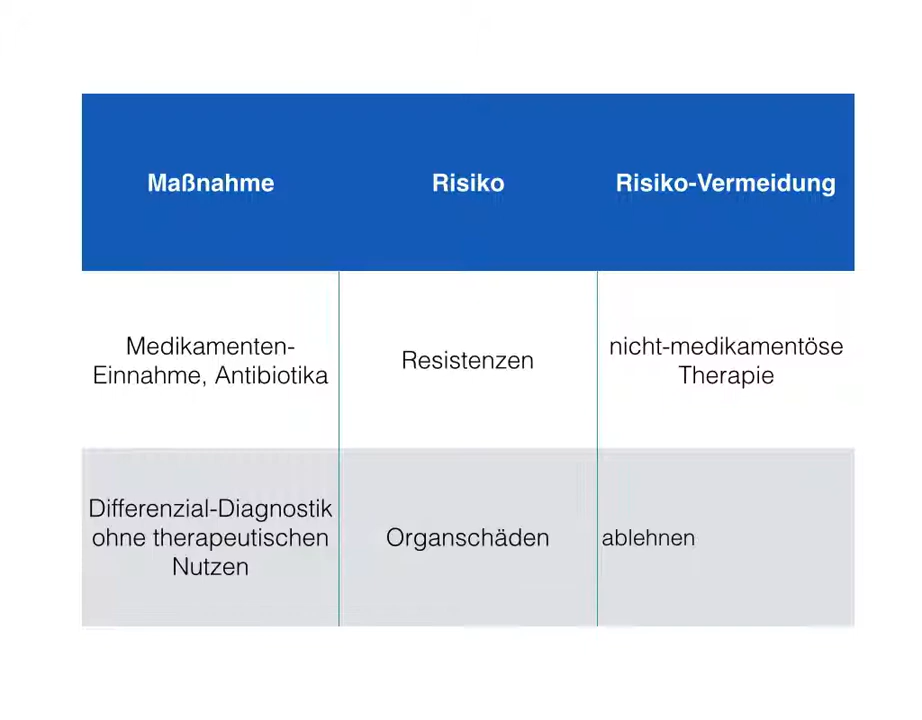 Maßnahme
Risiko
Risiko-Vermeidung
Medikamenten-
Einnahme, Antibiotika
Resistenzen
nicht-medikamentöse
Therapie
Differenzial-Diagnostik
ohne therapeutischen
Nutzen
Organschäden
ablehnen